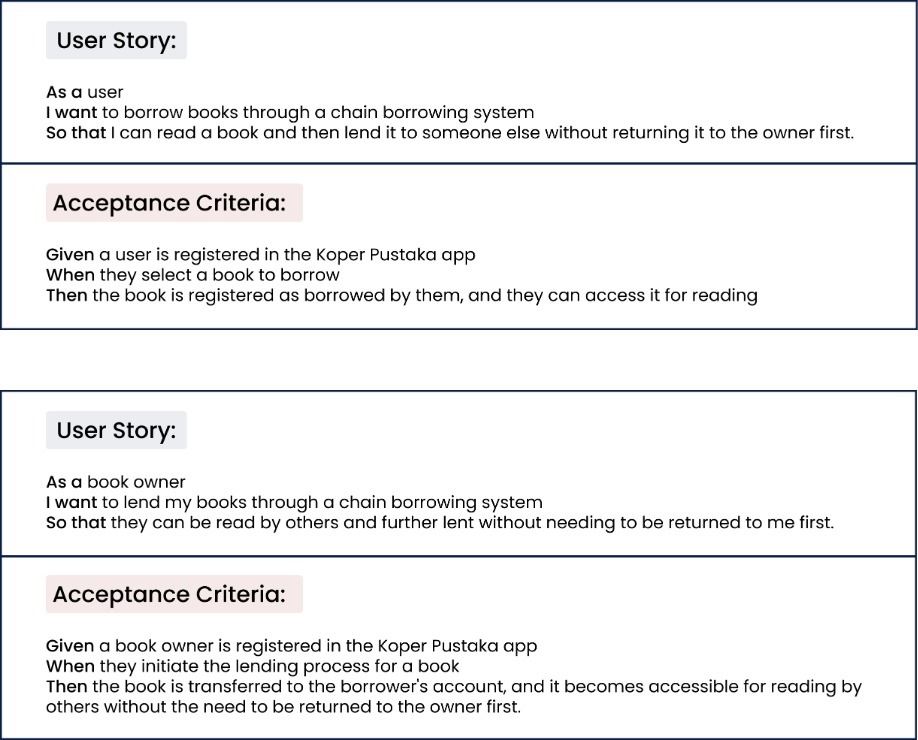 User Story:
As a user
I want to borrow books through a chain borrowing system
So that I can read a book and then lend it to someone else without returning it to the owner first.
Acceptance Criteria:
Given a user is registered in the Koper Pustaka app
When they select a book to borrow
Then the book is registered as borrowed by them, and they can access it for reading
User Story:
As a book owner
I want to lend my books through a chain borrowing system
So that they can be read by others and further lent without needing to be returned to me first.
Acceptance Criteria:
Given a book owner is registered in the Koper Pustaka app
When they initiate the lending process for a book
Then the book is transferred to the borrower's account, and it becomes accessible for reading by
others without the need to be returned to the owner first.